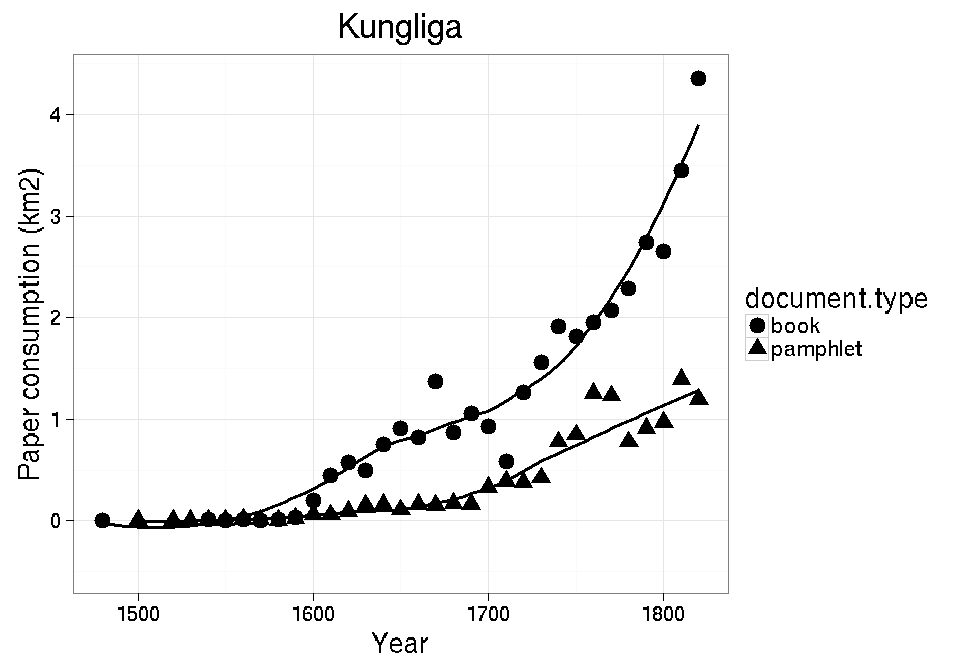 Kungliga
Paper consumption (km2)
4
3
2
1
0
1500 1600 1700 1800
Year
document.type
book
pamphlet